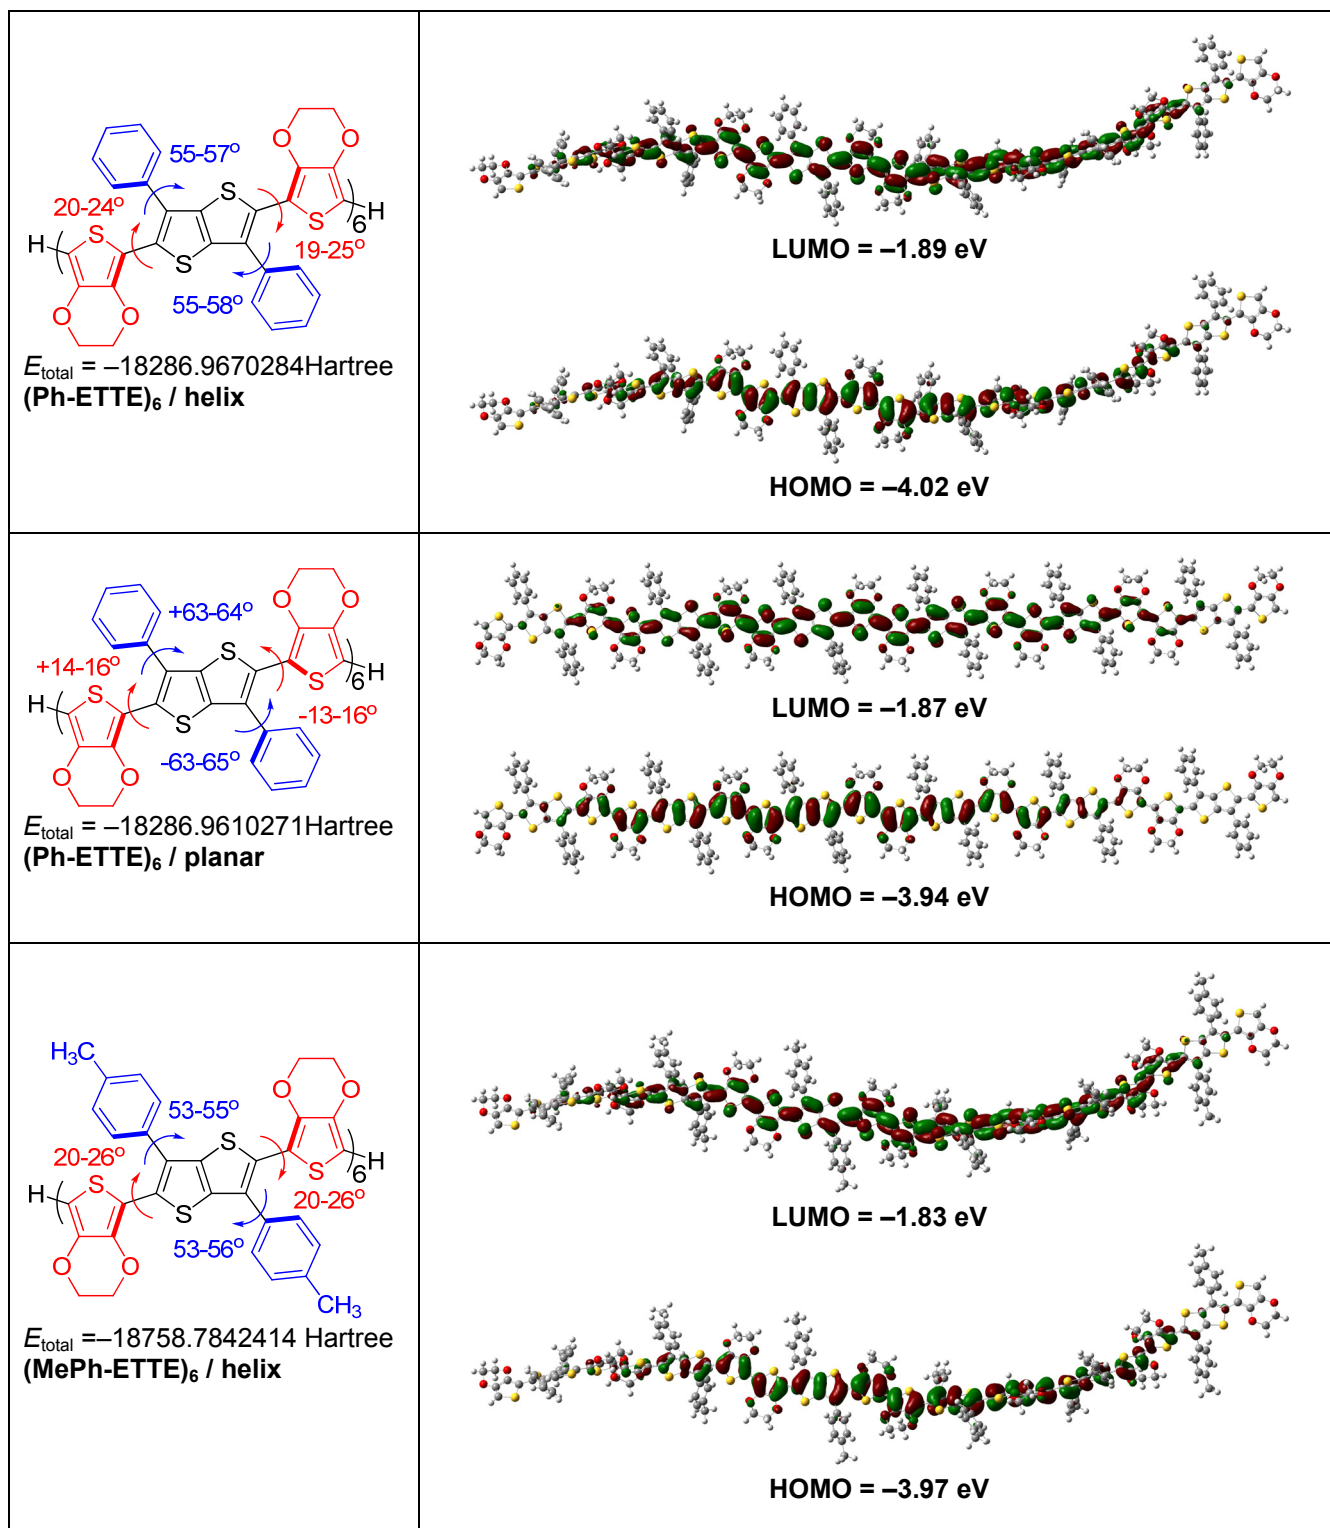 55-57°
O
O
20-24°
S
S
H
6
H
S
S
19-25°
O
O
55-58°
E_total = –18286.9670284Hartree
(Ph-ETTE)6 / helix
LUMO = –1.89 eV
HOMO = –4.02 eV
+63-64°
O
O
+14-16°
S
S
H
6
H
S
S
-13-16°
O
O
-63-65°
E_total = –18286.9610271Hartree
(Ph-ETTE)6 / planar
LUMO = –1.87 eV
HOMO = –3.94 eV
H3C
53-55°
O
O
20-26°
S
S
H
6
H
S
S
20-26°
O
O
53-56°
CH3
E_total =–18758.7842414 Hartree
(MePh-ETTE)6 / helix
LUMO = –1.83 eV
HOMO = –3.97 eV